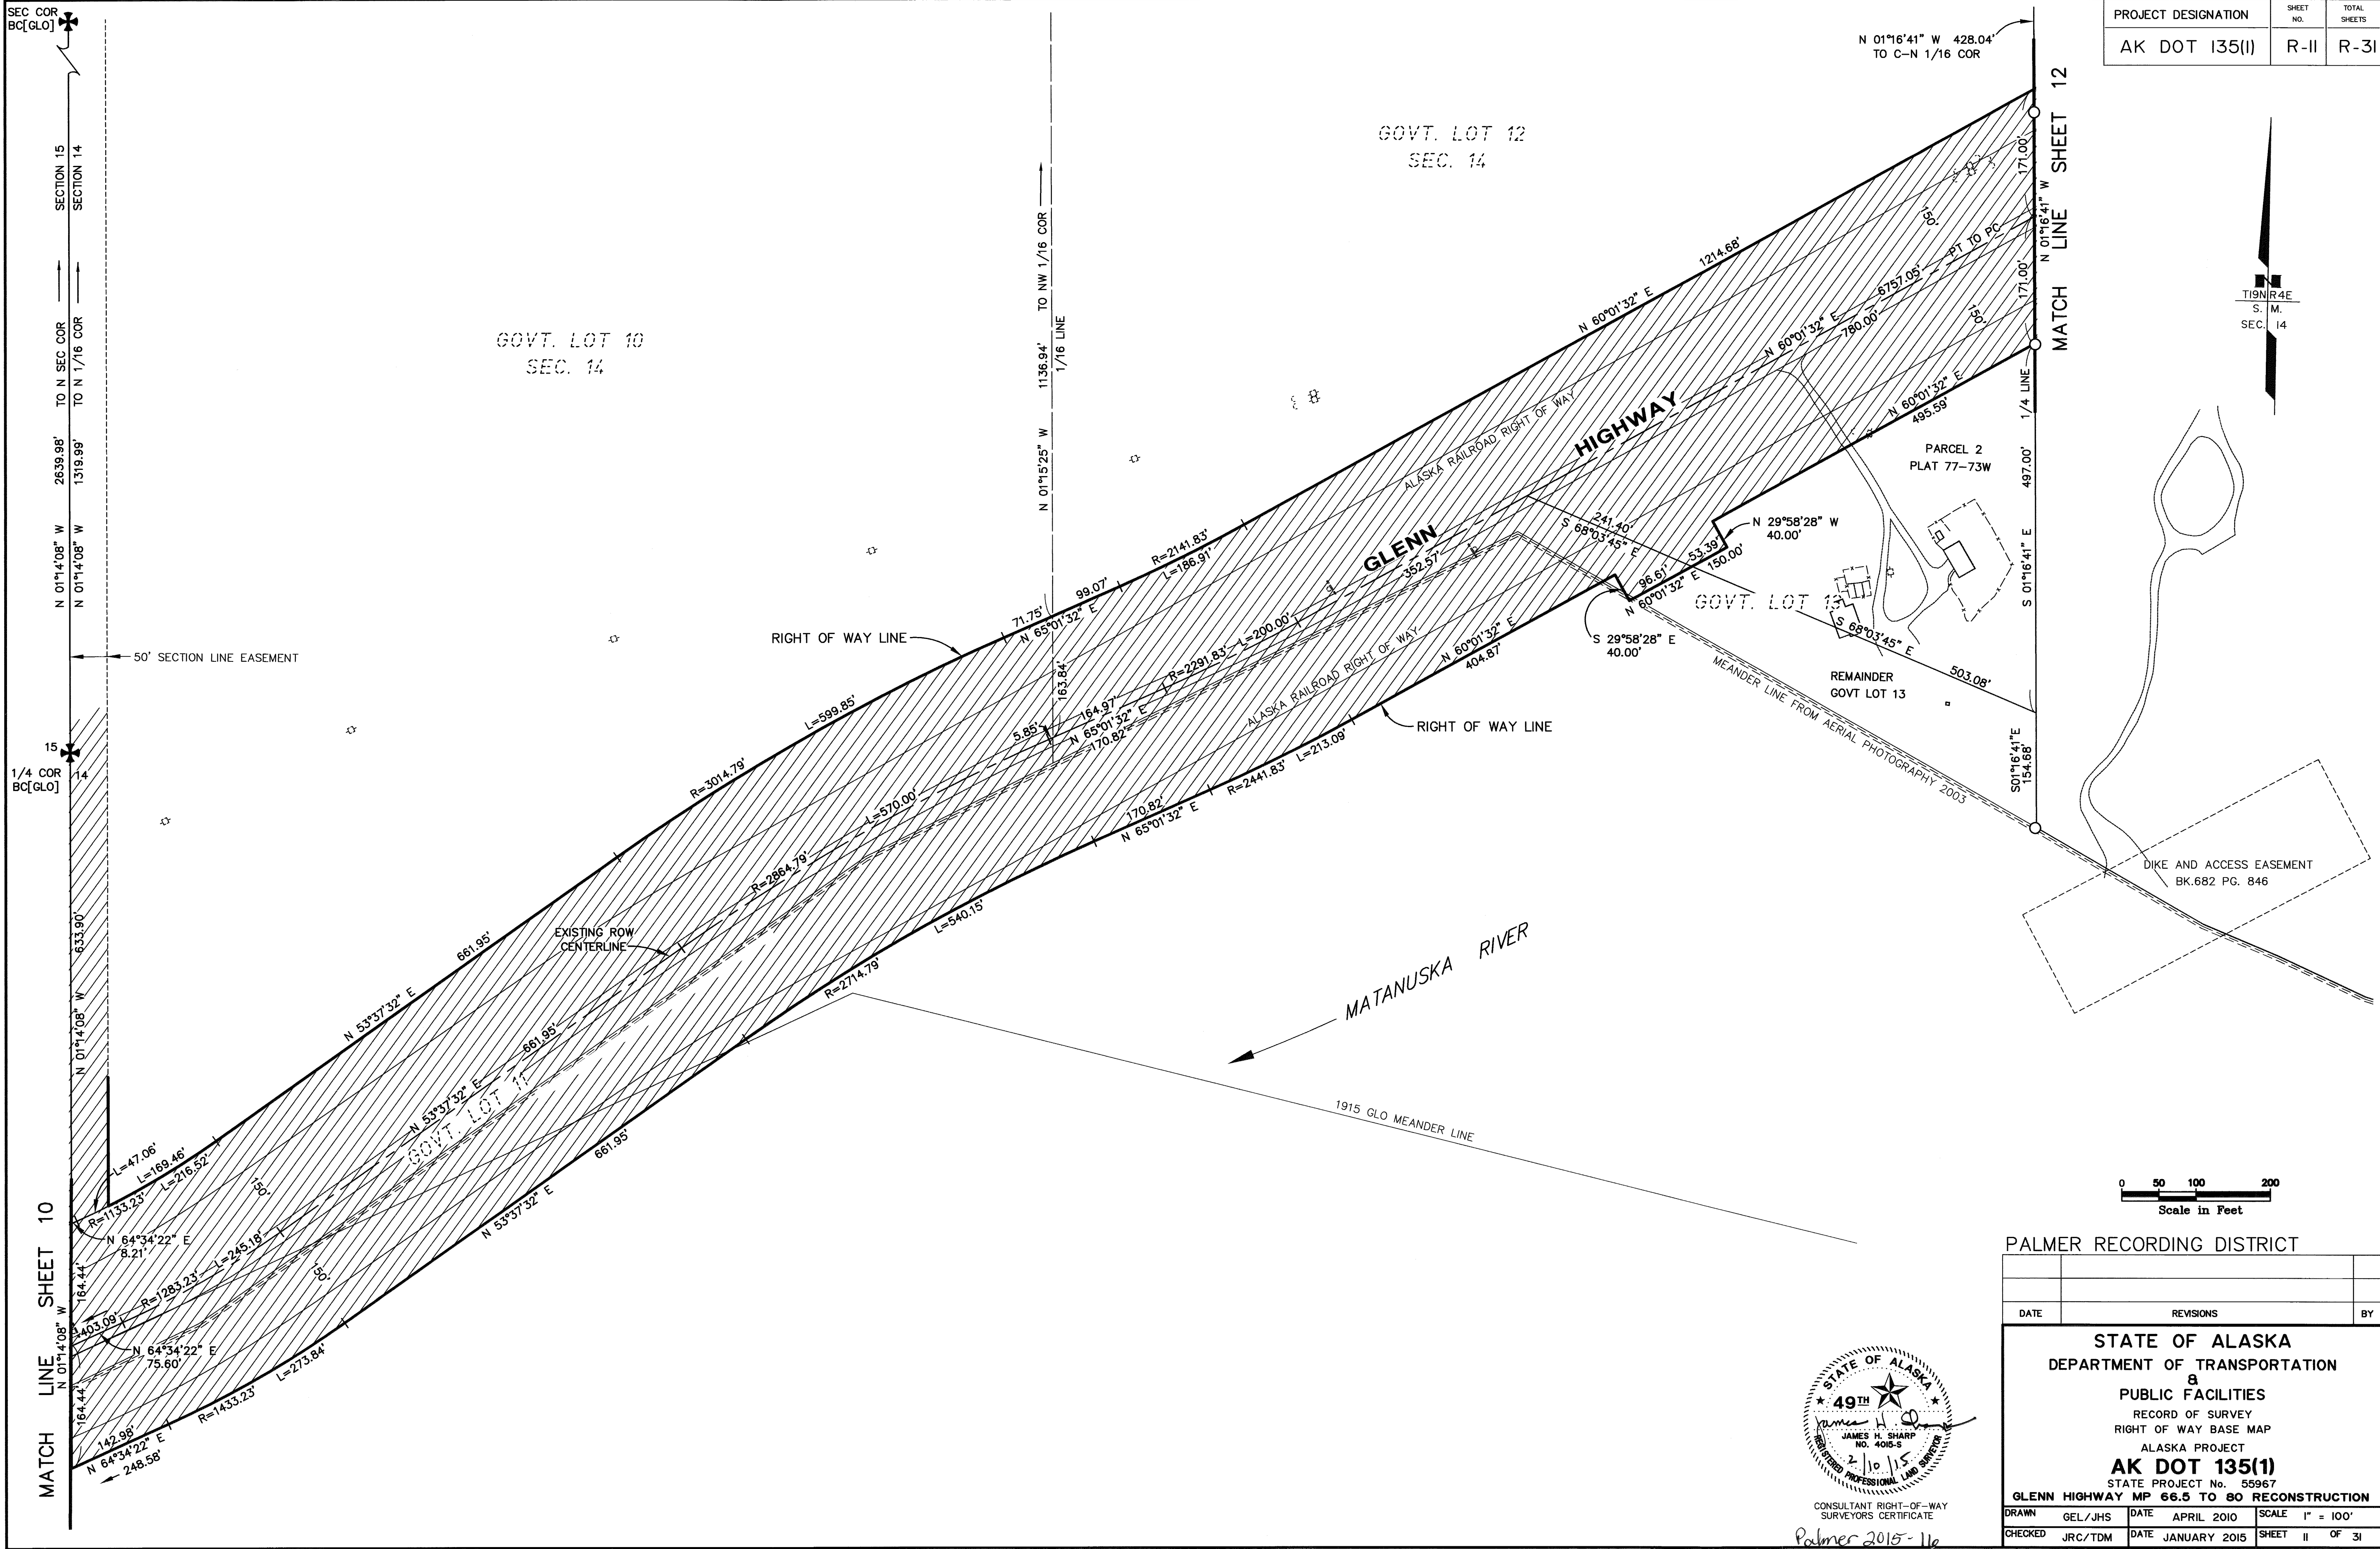 SEC COR
BC[GLO]
SECTION 15
SECTION 14
TO N SEC COR
TO N 1/16 COR
2639.98'
1319.99'
N 01°14'08" W
N 01°14'08" W
50' SECTION LINE EASEMENT
15
1/4 COR
BC[GLO]
14
633.90'
N 01°14'08" W
GOVT. LOT 10
SEC. 14
TO NW 1/16 COR
1136.94'
1/16 LINE
N 01°15'25" W
GOVT. LOT 12
SEC. 14
N 01°16'41" W 428.04'
TO C-N 1/16 COR
PROJECT DESIGNATION
SHEET
NO.
TOTAL
SHEETS
AK DOT 135(1)
R-11
R-31
MATCH LINE SHEET 12
171.00'
N 01°16'41" W
171.00'
1/4 LINE
497.00'
S 01°16'41" E
S01°16'41"E
154.68'
T19N R4E
S. M.
SEC. 14
1214.68'
N 60°01'32" E
150'
PT TO PC
6757.05'
N 60°01'32" E
780.00'
150'
N 60°01'32" E
495.59'
ALASKA RAILROAD RIGHT OF WAY
GLENN HIGHWAY
PARCEL 2
PLAT 77-73W
N 29°58'28" W
40.00'
241.40'
S 68°03'45" E
53.39'
96.61'
N 60°01'32" E 150.00'
GOVT. LOT 13
S 29°58'28" E
40.00'
S 68°03'45" E
503.08'
REMAINDER
GOVT LOT 13
MEANDER LINE FROM AERIAL PHOTOGRAPHY 2003
R=2141.83'
L=186.91'
99.07'
71.75'
N 65°01'32" E
RIGHT OF WAY LINE
352.57'
L=200.00'
R=2291.83'
163.84'
164.97'
5.85'
N 65°01'32" E
170.82'
ALASKA RAILROAD RIGHT OF WAY
N 60°01'32" E
404.87'
RIGHT OF WAY LINE
L=213.09'
R=2441.83'
170.82'
N 65°01'32" E
L=599.85'
R=3014.79'
L=570.00'
R=2864.79'
L=540.15'
R=2714.79'
EXISTING ROW
CENTERLINE
661.95'
N 53°37'32" E
661.95'
N 53°37'32" E
GOVT. LOT 11
661.95'
N 53°37'32" E
DIKE AND ACCESS EASEMENT
BK.682 PG. 846
MATANUSKA RIVER
1915 GLO MEANDER LINE
L=47.06'
L=169.46'
L=216.52'
R=1133.23'
150'
N 64°34'22" E
8.21'
L=245.18'
R=1283.23'
150'
164.44'
N 01°14'08" W
164.44'
1403.09'
N 64°34'22" E
75.60'
L=273.84'
R=1433.23'
142.98'
N 64°34'22" E
248.58'
MATCH LINE SHEET 10
0 50 100 200
Scale in Feet
PALMER RECORDING DISTRICT
DATE REVISIONS BY
STATE OF ALASKA
DEPARTMENT OF TRANSPORTATION
&
PUBLIC FACILITIES
RECORD OF SURVEY
RIGHT OF WAY BASE MAP
ALASKA PROJECT
AK DOT 135(1)
STATE PROJECT No. 55967
GLENN HIGHWAY MP 66.5 TO 80 RECONSTRUCTION
DRAWN GEL/JHS DATE APRIL 2010 SCALE 1" = 100'
CHECKED JRC/TDM DATE JANUARY 2015 SHEET 11 OF 31
STATE OF ALASKA
49TH
James H. Sharp
JAMES H. SHARP
NO. 4015-S
2/10/15
REGISTERED PROFESSIONAL LAND SURVEYOR
CONSULTANT RIGHT-OF-WAY
SURVEYORS CERTIFICATE
Palmer 2015-16